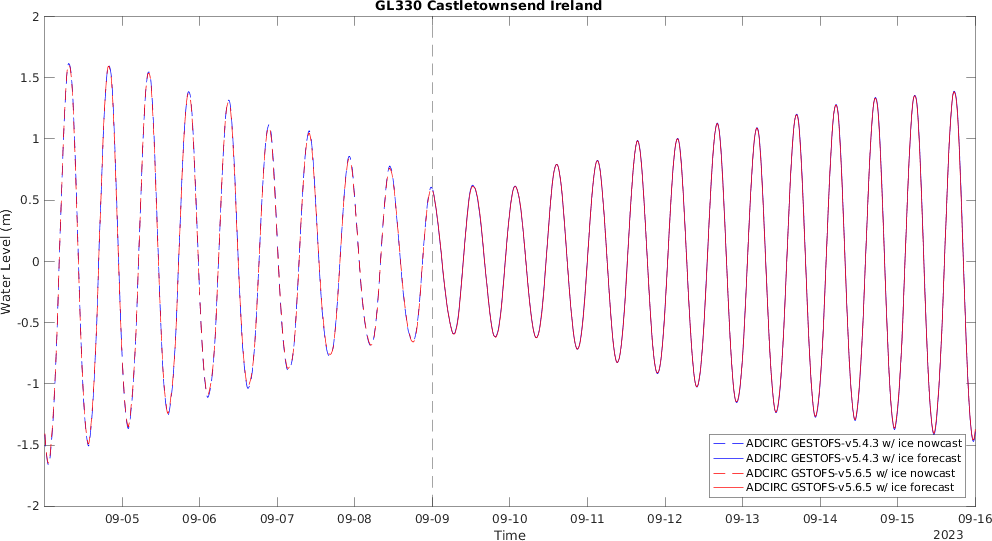 GL330 Castletownsend Ireland
2
1.5
1
0.5
0
-0.5
-1
-1.5
-2
Water Level (m)
ADCIRC GESTOFS-v5.4.3 w/ ice nowcast
ADCIRC GESTOFS-v5.4.3 w/ ice forecast
ADCIRC GSTOFS-v5.6.5 w/ ice nowcast
ADCIRC GSTOFS-v5.6.5 w/ ice forecast
09-05 09-06 09-07 09-08 09-09 09-10 09-11 09-12 09-13 09-14 09-15 09-16
Time
2023